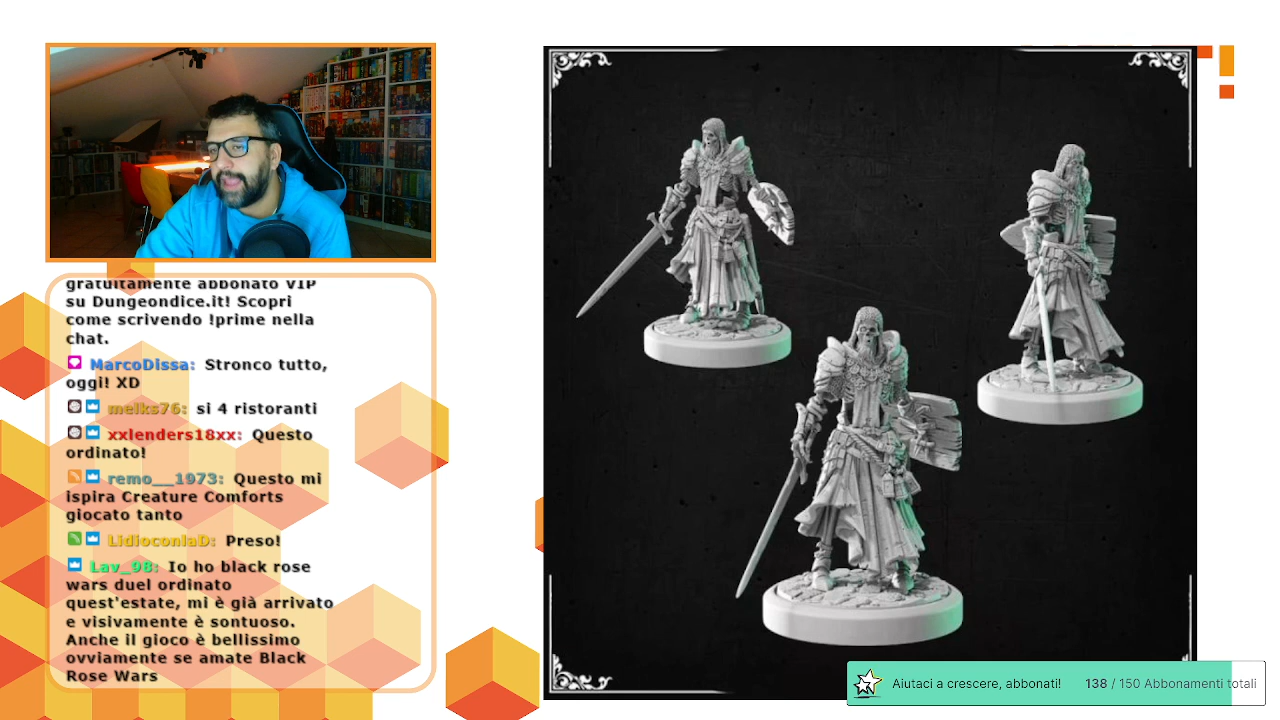 gratuitamente abbonato VIP
su Dungeondice.it! Scopri
come scrivendo !prime nella
chat.
MarcoDissa: Stronco tutto,
oggi! XD
melks76: si 4 ristoranti
xxlenders18xx: Questo
ordinato!
remo__1973: Questo mi
ispira Creature Comforts
giocato tanto
LidioconlaD: Preso!
Lav_98: Io ho black rose
wars duel ordinato
quest'estate, mi è già arrivato
e visivamente è sontuoso.
Anche il gioco è bellissimo
ovviamente se amate Black
Rose Wars
Aiutaci a crescere, abbonati! 138 / 150 Abbonamenti totali